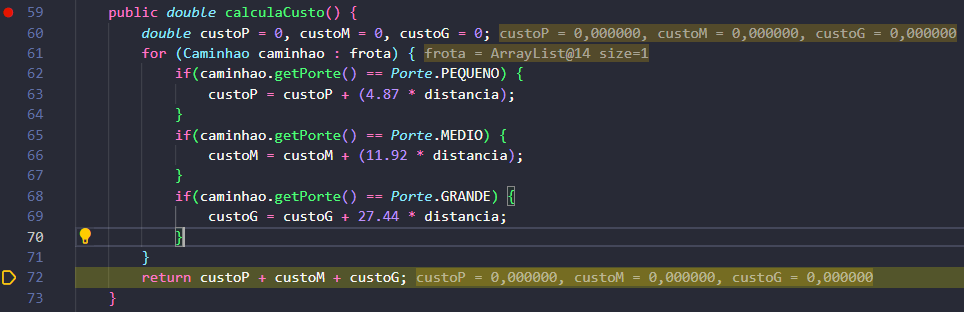 59 public double calculaCusto() {
60 double custoP = 0, custoM = 0, custoG = 0; custoP = 0,000000, custoM = 0,000000, custoG = 0,000000
61 for (Caminhao caminhao : frota) { frota = ArrayList@14 size=1
62 if(caminhao.getPorte() == Porte.PEQUENO) {
63 custoP = custoP + (4.87 * distancia);
64 }
65 if(caminhao.getPorte() == Porte.MEDIO) {
66 custoM = custoM + (11.92 * distancia);
67 }
68 if(caminhao.getPorte() == Porte.GRANDE) {
69 custoG = custoG + 27.44 * distancia;
70 }
71 }
72 return custoP + custoM + custoG; custoP = 0,000000, custoM = 0,000000, custoG = 0,000000
73 }